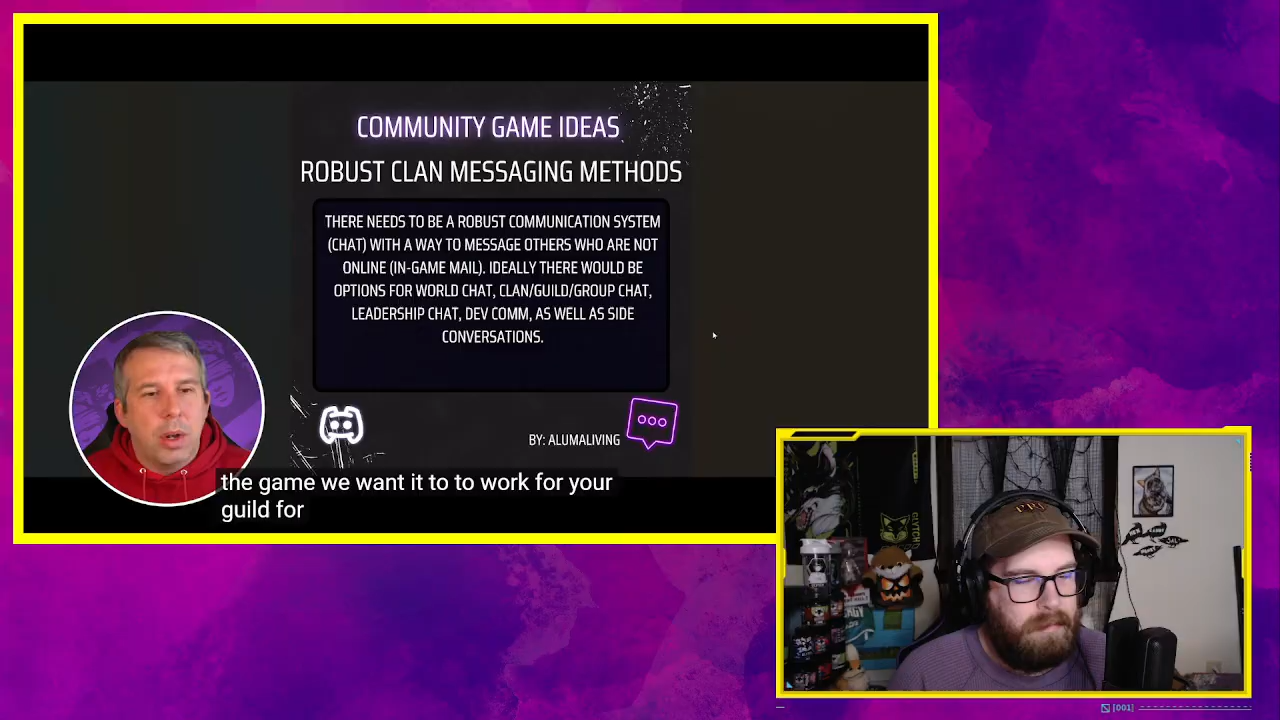 COMMUNITY GAME IDEAS
ROBUST CLAN MESSAGING METHODS
THERE NEEDS TO BE A ROBUST COMMUNICATION SYSTEM
(CHAT) WITH A WAY TO MESSAGE OTHERS WHO ARE NOT
ONLINE (IN-GAME MAIL). IDEALLY THERE WOULD BE
OPTIONS FOR WORLD CHAT, CLAN/GUILD/GROUP CHAT,
LEADERSHIP CHAT, DEV COMM, AS WELL AS SIDE
CONVERSATIONS.
BY: ALUMALIVING
the game we want it to to work for your
guild for
[001]